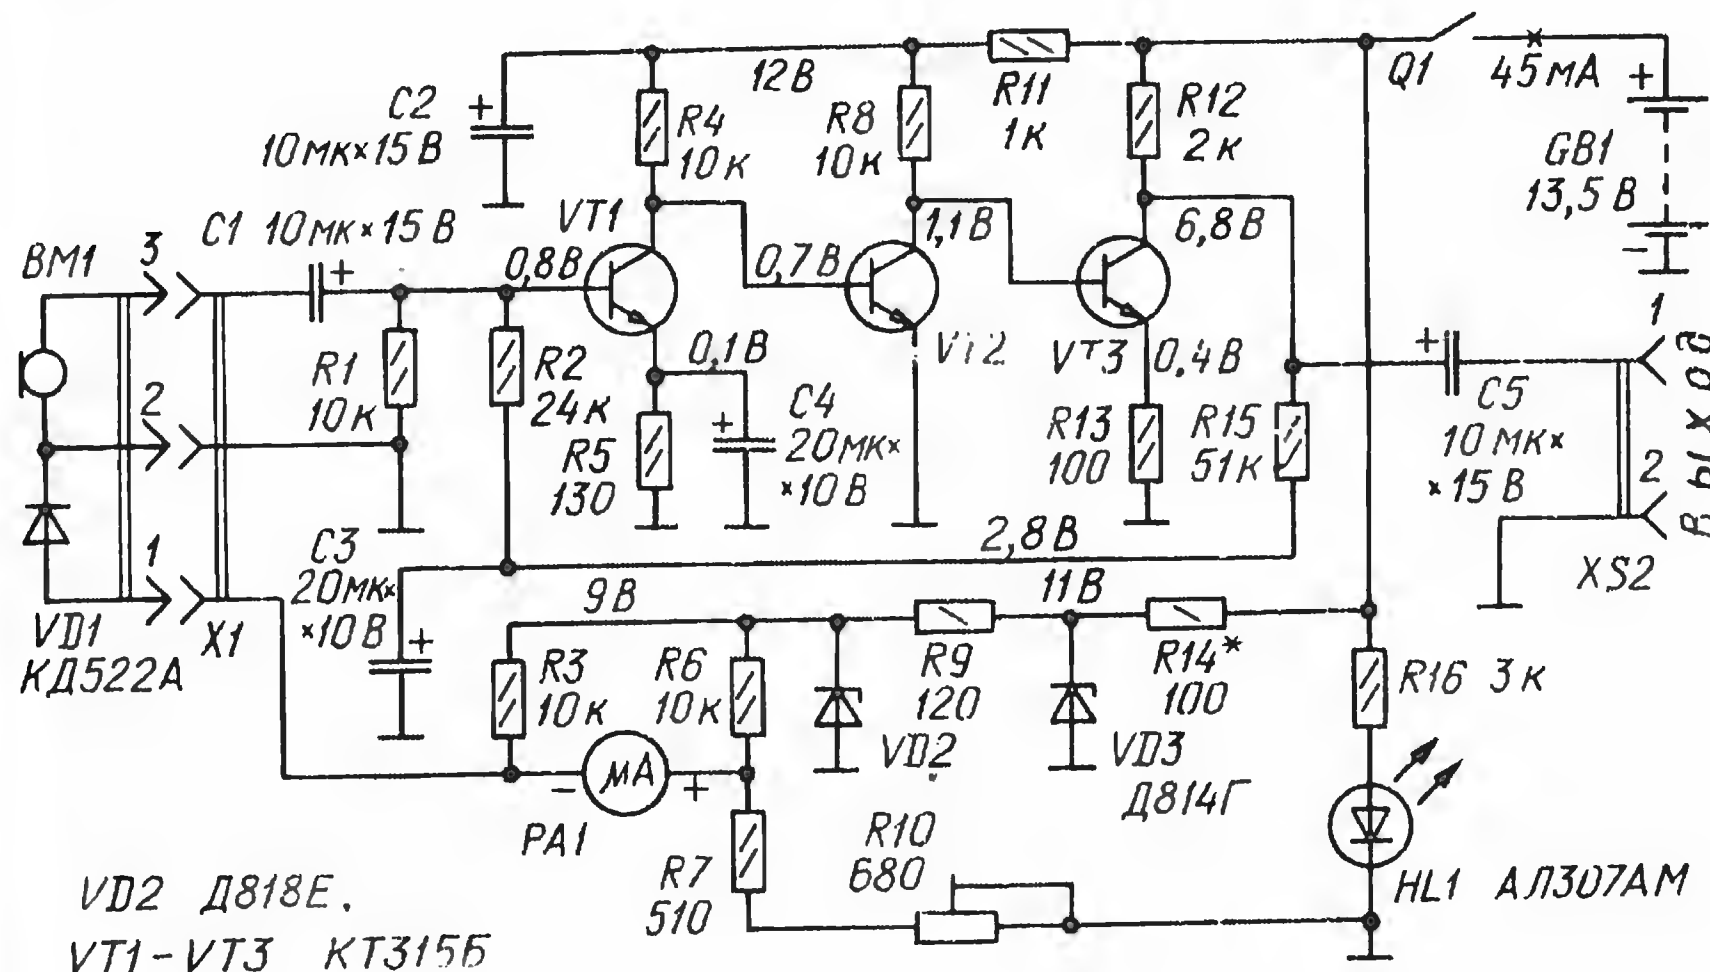 12В
Q1
45мА
+
C2
+
10мк×15В
R4
10к
R8
10к
R11
1к
R12
2к
GB1
13,5В
−
BM1
3
C1 10мк×15В
+
VT1
0,8В
0,7В
1,1В
6,8В
1
R1
10к
2
R2
24к
0,1В
VT2
VT3
0,4В
+
C5
10мк×
×15В
2
Выход
R5
130
+
C4
20мк×
×10В
R13
100
R15
51к
2,8В
XS2
1
C3
20мк×
×10В
+
9В
11В
VD1
КД522А
X1
R3
10к
R6
10к
R9
120
R14*
100
R16 3к
VD2
VD3
Д814Г
−
мА
+
PA1
R7
510
R10
680
HL1 АЛ307АМ
VD2 Д818Е.
VT1−VT3 КТ315Б